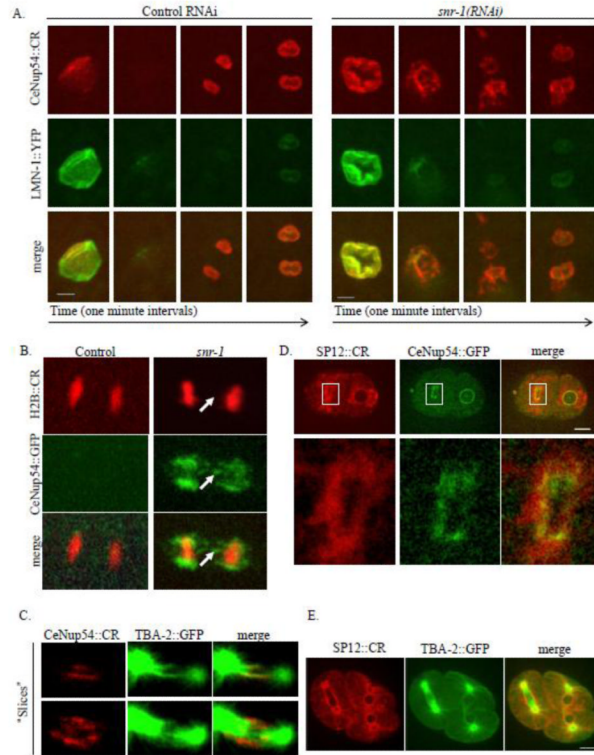 A. Control RNAi snr-1(RNAi)
CeNup54::CR
LMN-1::YFP
merge
Time (one minute intervals) Time (one minute intervals)
B. Control snr-1
H2B::CR
CeNup54::GFP
merge
D. SP12::CR CeNup54::GFP merge
C. CeNup54::CR TBA-2::GFP merge
"Slices"
E. SP12::CR TBA-2::GFP merge